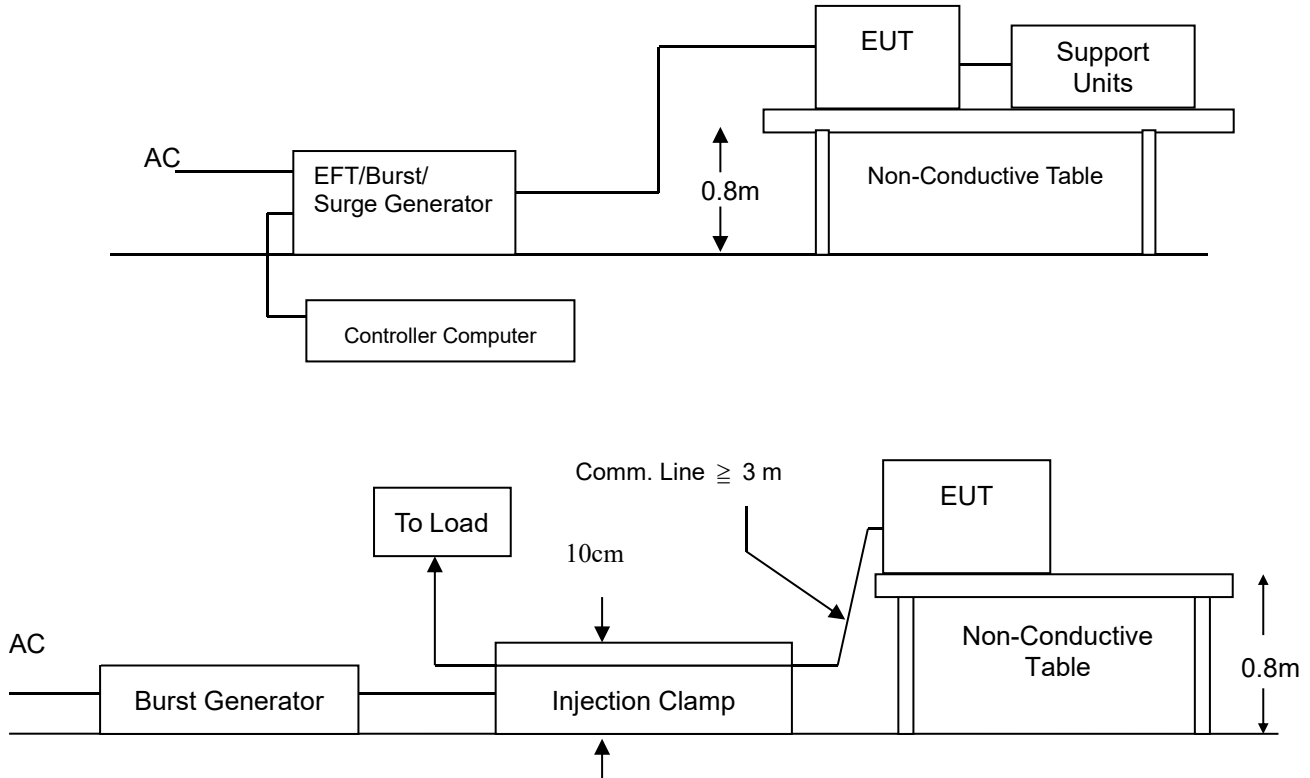 EUT
Support
Units
AC
EFT/Burst/
Surge Generator
0.8m
Non-Conductive Table
Controller Computer
Comm. Line ≧ 3 m
EUT
To Load
10cm
AC
Non-Conductive
Table
0.8m
Burst Generator
Injection Clamp